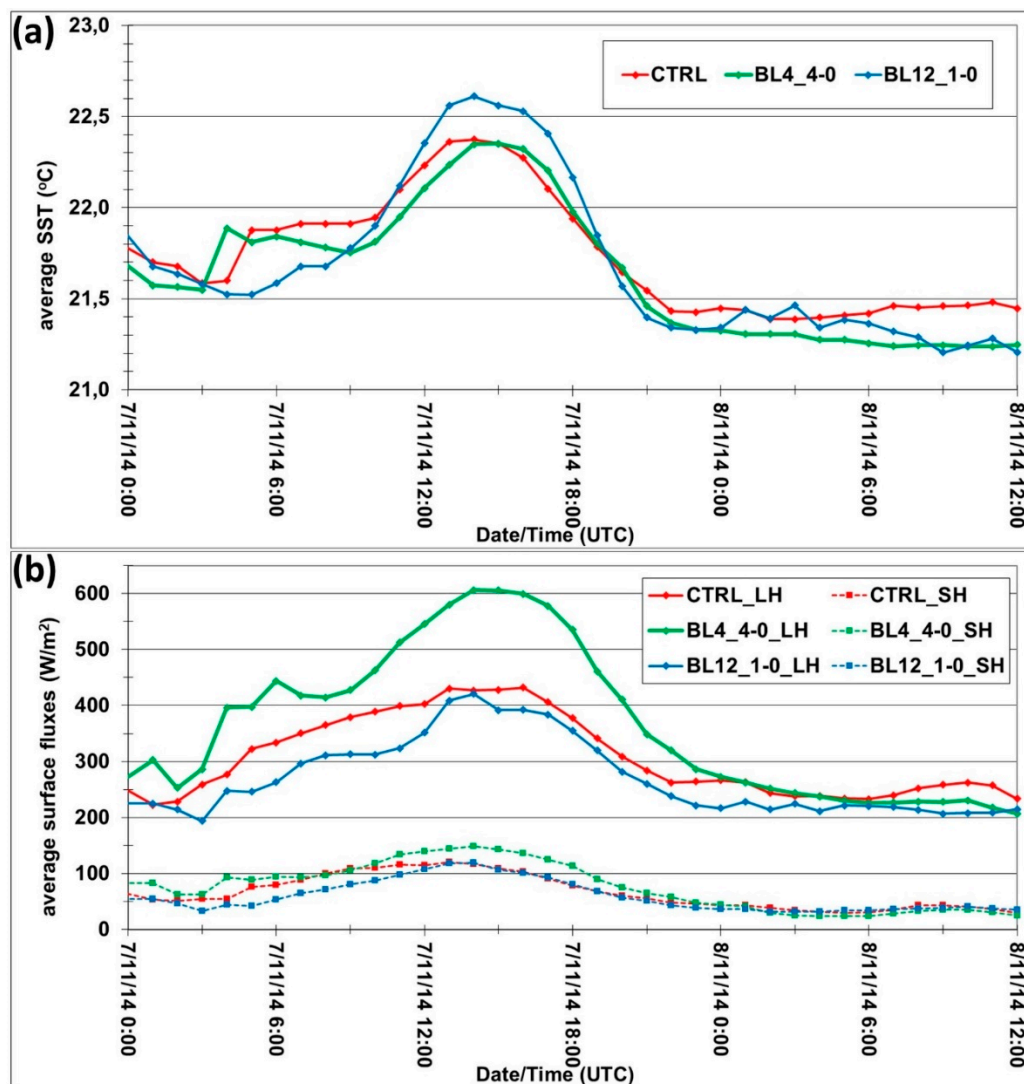 (a)
23,0
22,5
22,0
21,5
21,0
average SST (°C)
CTRL BL4_4-0 BL12_1-0
7/11/14 0:00
7/11/14 6:00
7/11/14 12:00
7/11/14 18:00
8/11/14 0:00
8/11/14 6:00
8/11/14 12:00
Date/Time (UTC)
(b)
600
500
400
300
200
100
0
average surface fluxes (W/m²)
CTRL_LH CTRL_SH
BL4_4-0_LH BL4_4-0_SH
BL12_1-0_LH BL12_1-0_SH
7/11/14 0:00
7/11/14 6:00
7/11/14 12:00
7/11/14 18:00
8/11/14 0:00
8/11/14 6:00
8/11/14 12:00
Date/Time (UTC)